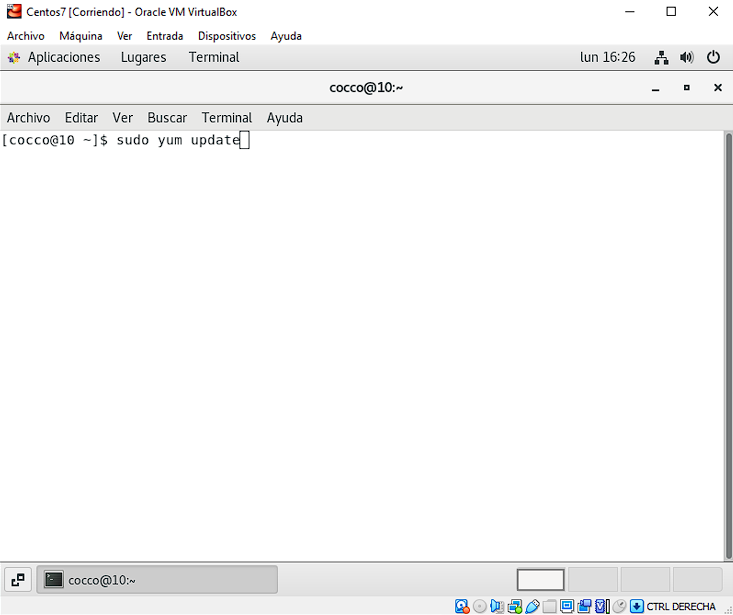 Centos7 [Corriendo] - Oracle VM VirtualBox
Archivo Máquina Ver Entrada Dispositivos Ayuda
Aplicaciones Lugares Terminal lun 16:26
cocco@10:~
Archivo Editar Ver Buscar Terminal Ayuda
[cocco@10 ~]$ sudo yum update
cocco@10:~
CTRL DERECHA